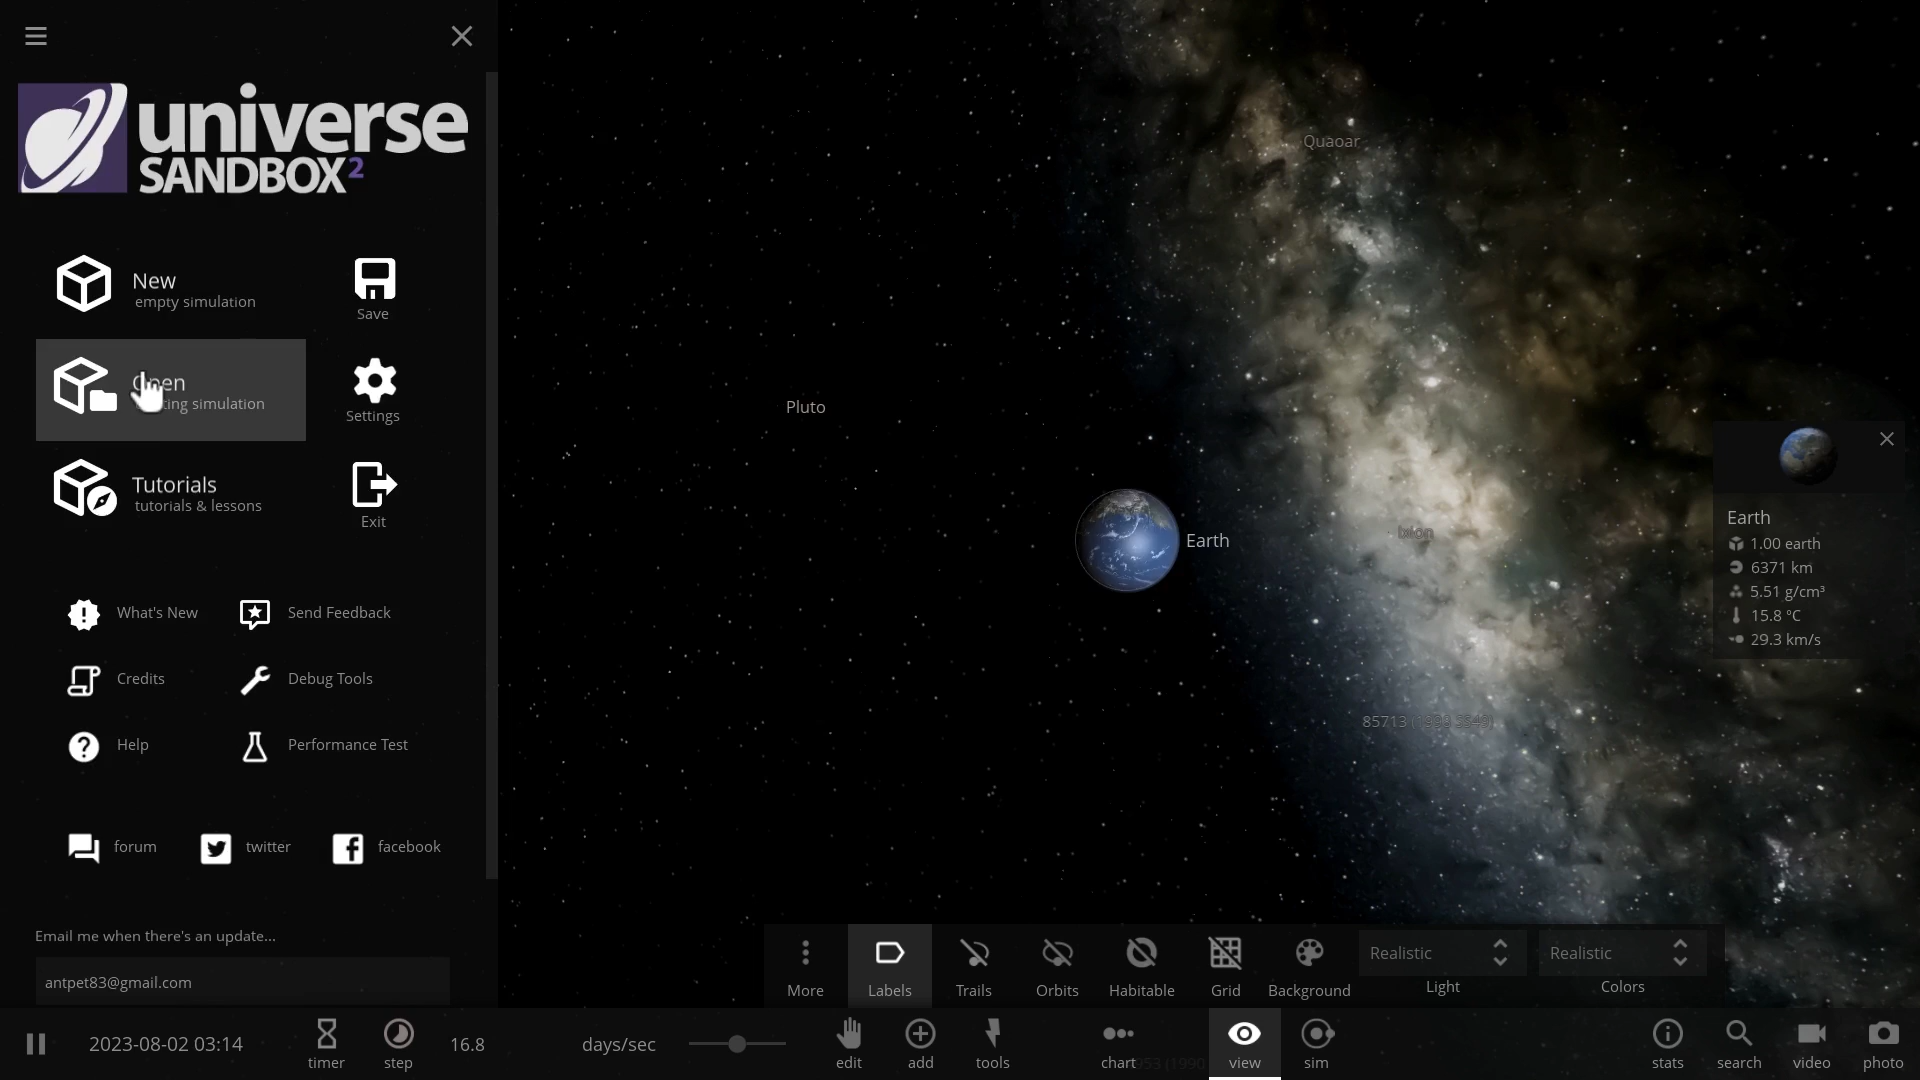 universe
SANDBOX²
New
empty simulation
Save
Open
Settings
Tutorials
tutorials & lessons
Exit
What's New
Send Feedback
Credits
Debug Tools
Help
Performance Test
forum
twitter
facebook
Email me when there's an update...
antpet83@gmail.com
Quaoar
Pluto
Earth
Ixion
Earth
1.00 earth
6371 km
5.51 g/cm³
15.8 °C
29.3 km/s
85713
More
Labels
Trails
Orbits
Habitable
Grid
Background
Realistic
Light
Realistic
Colors
2023-08-02 03:14
timer
step
16.8
days/sec
edit
add
tools
chart
view
sim
stats
search
video
photo